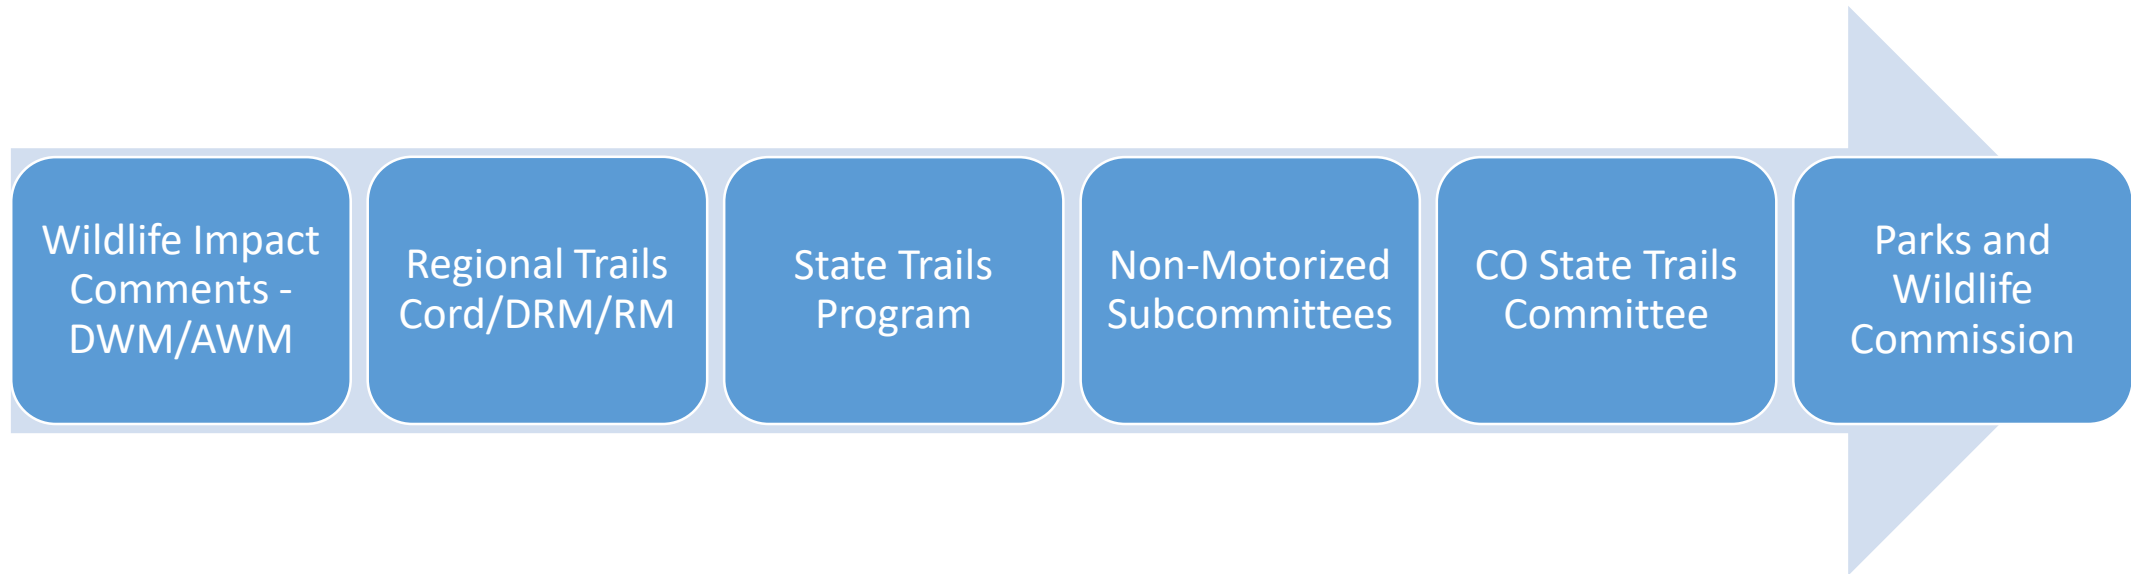 Wildlife Impact
Comments -
DWM/AWM
Regional Trails
Cord/DRM/RM
State Trails
Program
Non-Motorized
Subcommittees
CO State Trails
Committee
Parks and
Wildlife
Commission